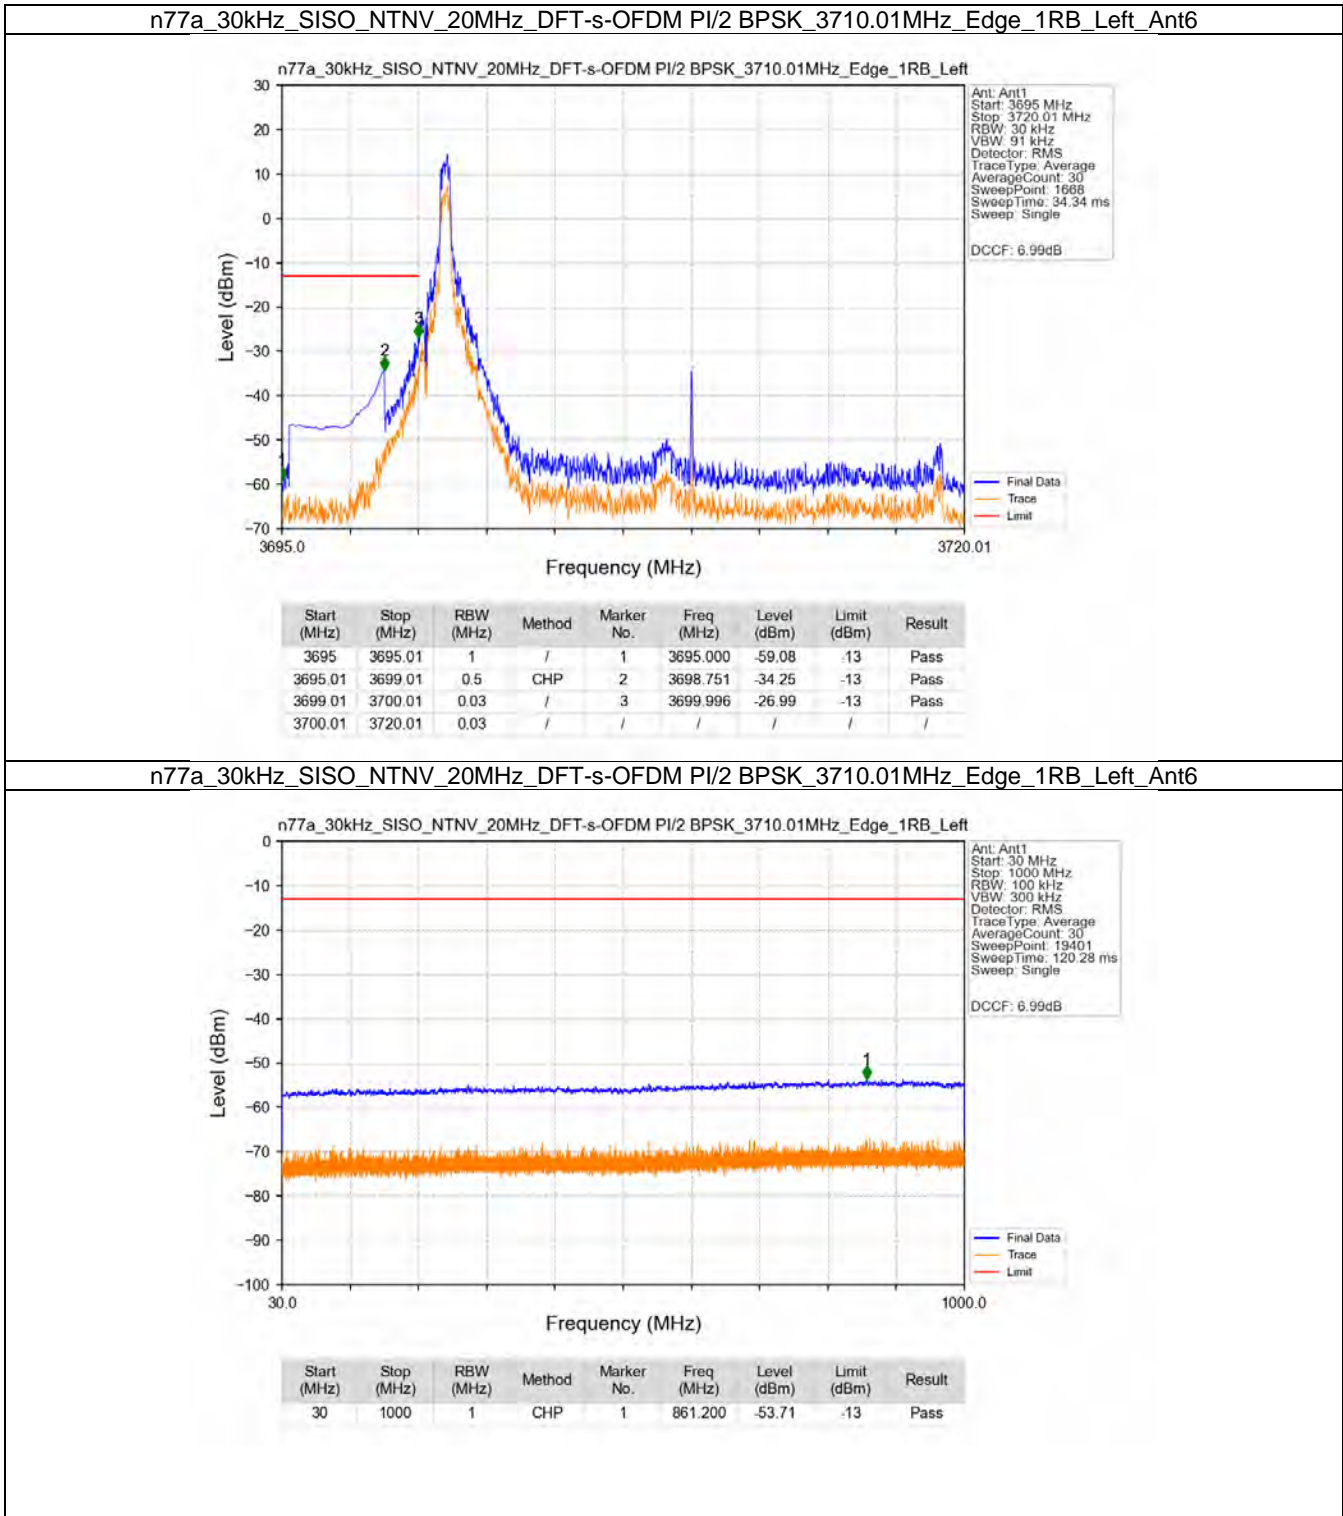 n77a_30kHz_SISO_NTNV_20MHz_DFT-s-OFDM PI/2 BPSK_3710.01MHz_Edge_1RB_Left_Ant6
n77a_30kHz_SISO_NTNV_20MHz_DFT-s-OFDM PI/2 BPSK_3710.01MHz_Edge_1RB_Left
Ant: Ant1
Start: 3695 MHz
Stop: 3720.01 MHz
RBW: 30 kHz
VBW: 91 kHz
Detector: RMS
TraceType: Average
AverageCount: 30
SweepPoint: 1668
SweepTime: 34.34 ms
Sweep: Single
DCCF: 6.99dB
30
20
10
0
−10
−20
−30
−40
−50
−60
−70
Level (dBm)
1
2
3
Final Data
Trace
Limit
3695.0 3720.01
Frequency (MHz)
Start (MHz) Stop (MHz) RBW (MHz) Method Marker No. Freq (MHz) Level (dBm) Limit (dBm) Result
3695 3695.01 1 / 1 3695.000 -59.08 -13 Pass
3695.01 3699.01 0.5 CHP 2 3698.751 -34.25 -13 Pass
3699.01 3700.01 0.03 / 3 3699.996 -26.99 -13 Pass
3700.01 3720.01 0.03 / / / / / /
n77a_30kHz_SISO_NTNV_20MHz_DFT-s-OFDM PI/2 BPSK_3710.01MHz_Edge_1RB_Left_Ant6
n77a_30kHz_SISO_NTNV_20MHz_DFT-s-OFDM PI/2 BPSK_3710.01MHz_Edge_1RB_Left
Ant: Ant1
Start: 30 MHz
Stop: 1000 MHz
RBW: 100 kHz
VBW: 300 kHz
Detector: RMS
TraceType: Average
AverageCount: 30
SweepPoint: 19401
SweepTime: 120.28 ms
Sweep: Single
DCCF: 6.99dB
0
−10
−20
−30
−40
−50
−60
−70
−80
−90
−100
Level (dBm)
1
Final Data
Trace
Limit
30.0 1000.0
Frequency (MHz)
Start (MHz) Stop (MHz) RBW (MHz) Method Marker No. Freq (MHz) Level (dBm) Limit (dBm) Result
30 1000 1 CHP 1 861.200 -53.71 -13 Pass